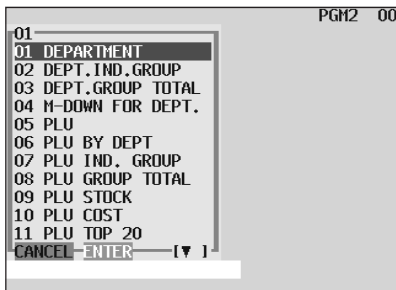 PGM2 00
01
01 DEPARTMENT
02 DEPT.IND.GROUP
03 DEPT.GROUP TOTAL
04 M-DOWN FOR DEPT.
05 PLU
06 PLU BY DEPT
07 PLU IND. GROUP
08 PLU GROUP TOTAL
09 PLU STOCK
10 PLU COST
11 PLU TOP 20
CANCEL ENTER [▼ ]